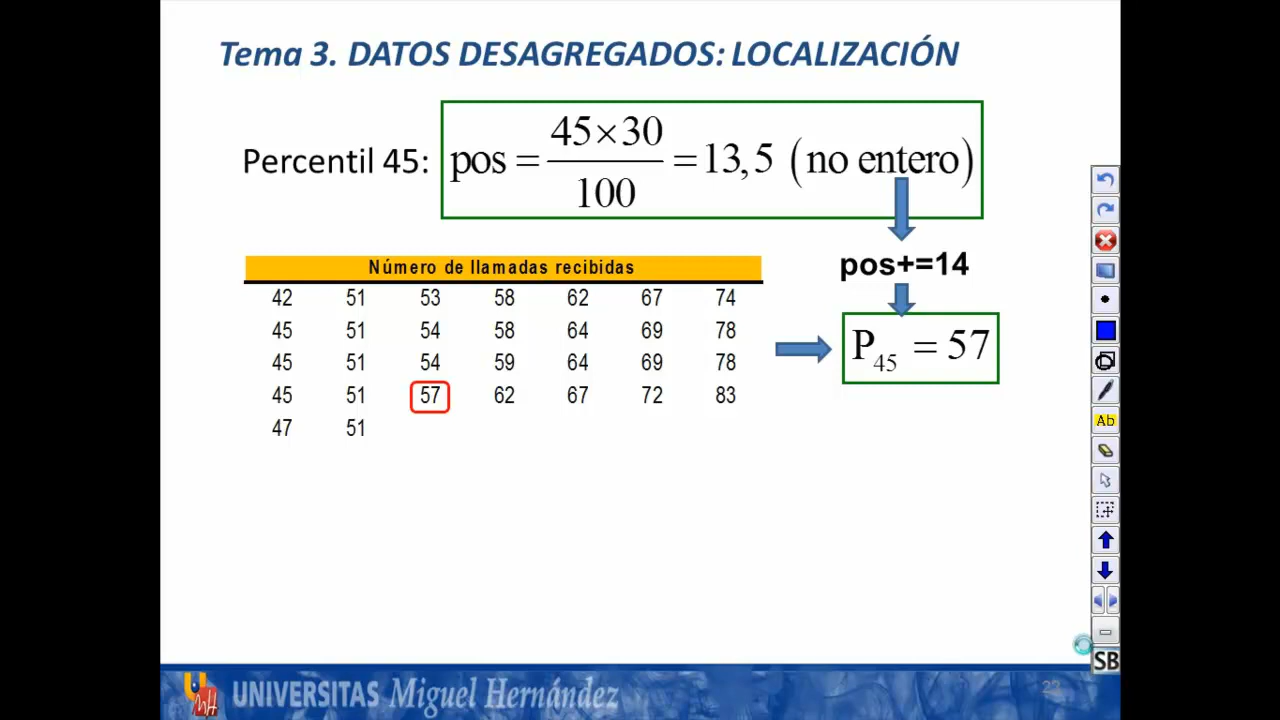 Tema 3. DATOS DESAGREGADOS: LOCALIZACIÓN
Percentil 45: pos = 45×30 / 100 = 13,5 (no entero)
pos+=14
P45 = 57
Número de llamadas recibidas
42 51 53 58 62 67 74
45 51 54 58 64 69 78
45 51 54 59 64 69 78
45 51 57 62 67 72 83
47 51
Ab
SB
UNIVERSITAS Miguel Hernández